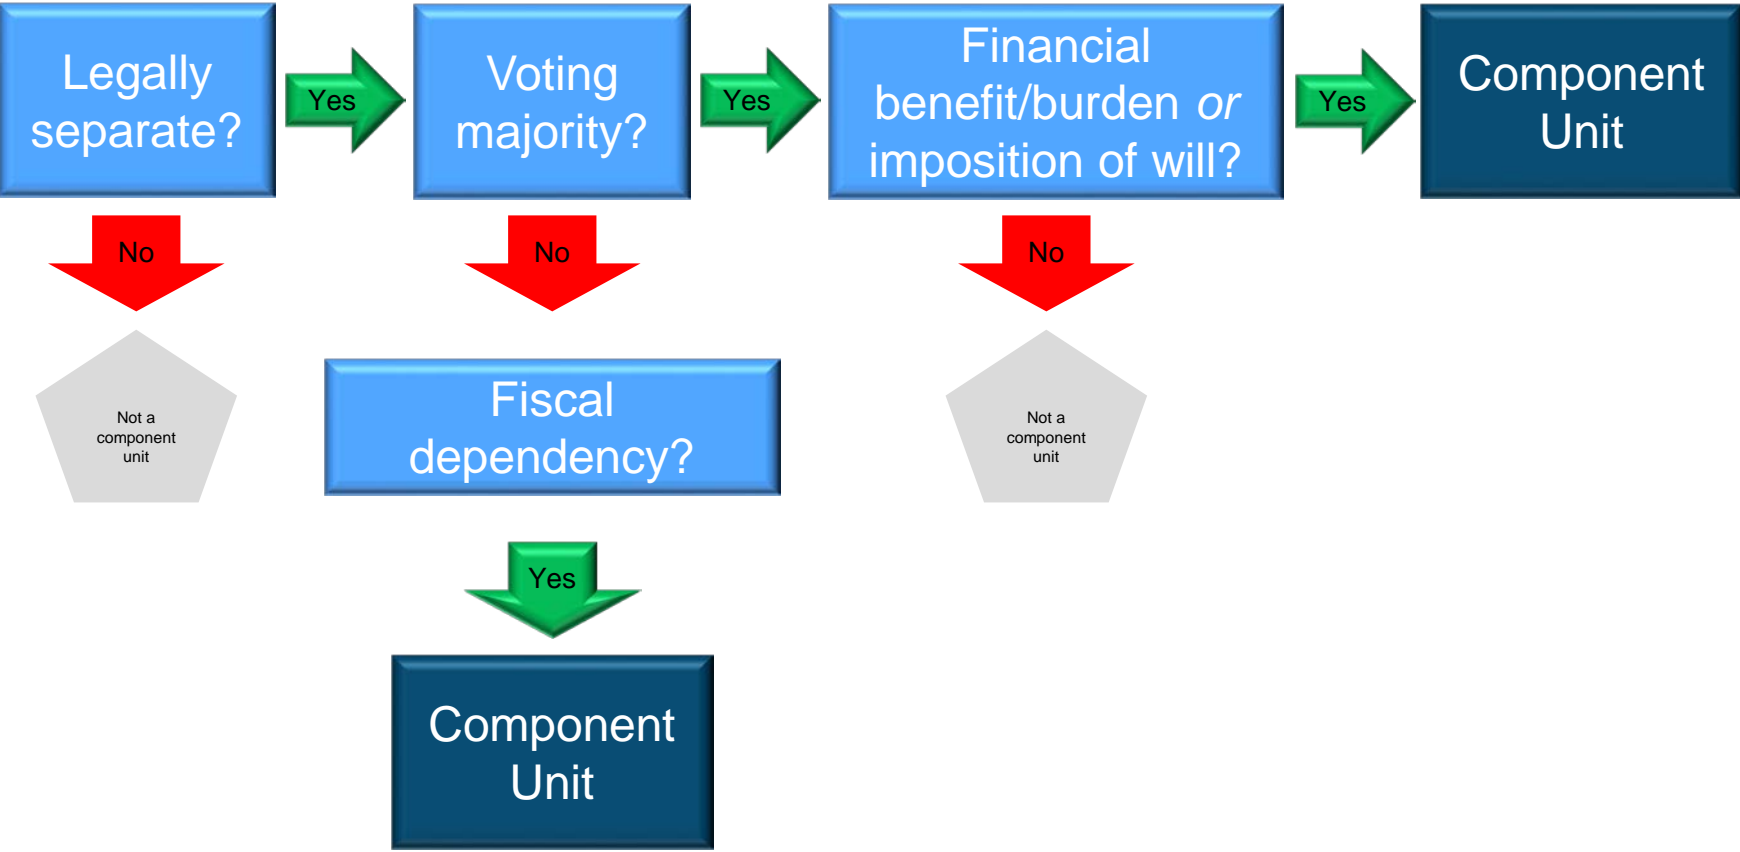 Legally
separate?
Yes
Voting
majority?
Yes
Financial
benefit/burden or
imposition of will?
Yes
Component
Unit
No
No
No
Not a
component
unit
Fiscal
dependency?
Not a
component
unit
Yes
Component
Unit